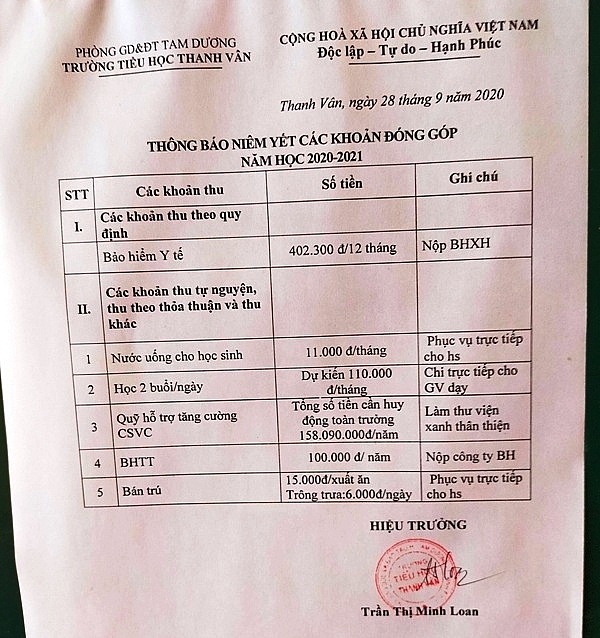 PHÒNG GD&ĐT TAM DƯƠNG
TRƯỜNG TIỂU HỌC THANH VÂN
CỘNG HOÀ XÃ HỘI CHỦ NGHĨA VIỆT NAM
Độc lập – Tự do – Hạnh Phúc
Thanh Vân, ngày 28 tháng 9 năm 2020
THÔNG BÁO NIÊM YẾT CÁC KHOẢN ĐÓNG GÓP
NĂM HỌC 2020-2021
STT Các khoản thu Số tiền Ghi chú
I. Các khoản thu theo quy
định
Bảo hiểm Y tế 402.300 đ/12 tháng Nộp BHXH
II. Các khoản thu tự nguyện,
thu theo thỏa thuận và thu
khác
1 Nước uống cho học sinh 11.000 đ/tháng Phục vụ trực tiếp
cho hs
2 Học 2 buổi/ngày Dự kiến 110.000 Chi trực tiếp cho
đ/tháng GV dạy
3 Quỹ hỗ trợ tăng cường Tổng số tiền cần huy Làm thư viện
CSVC động toàn trường xanh thân thiện
158.090.000đ/năm
4 BHTT 100.000 đ/ năm Nộp công ty BH
5 Bán trú 15.000đ/xuất ăn Phục vụ trực tiếp
Trông trưa:6.000đ/ngày cho hs
HIỆU TRƯỞNG
TRƯỜNG
TIỂU HỌC
THANH VÂN
Trần Thị Minh Loan